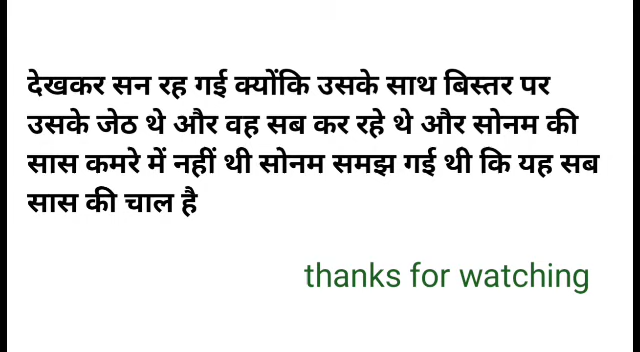 देखकर सन रह गई क्योंकि उसके साथ बिस्तर पर
उसके जेठ थे और वह सब कर रहे थे और सोनम की
सास कमरे में नहीं थी सोनम समझ गई थी कि यह सब
सास की चाल है
thanks for watching